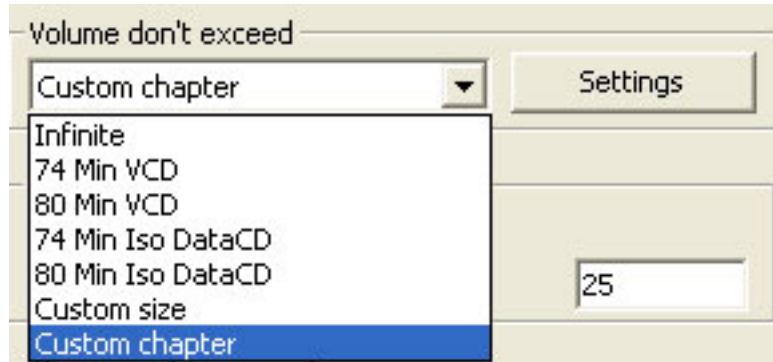 Volume don't exceed
Custom chapter
Settings
Infinite
74 Min VCD
80 Min VCD
74 Min Iso DataCD
80 Min Iso DataCD
25
Custom size
Custom chapter